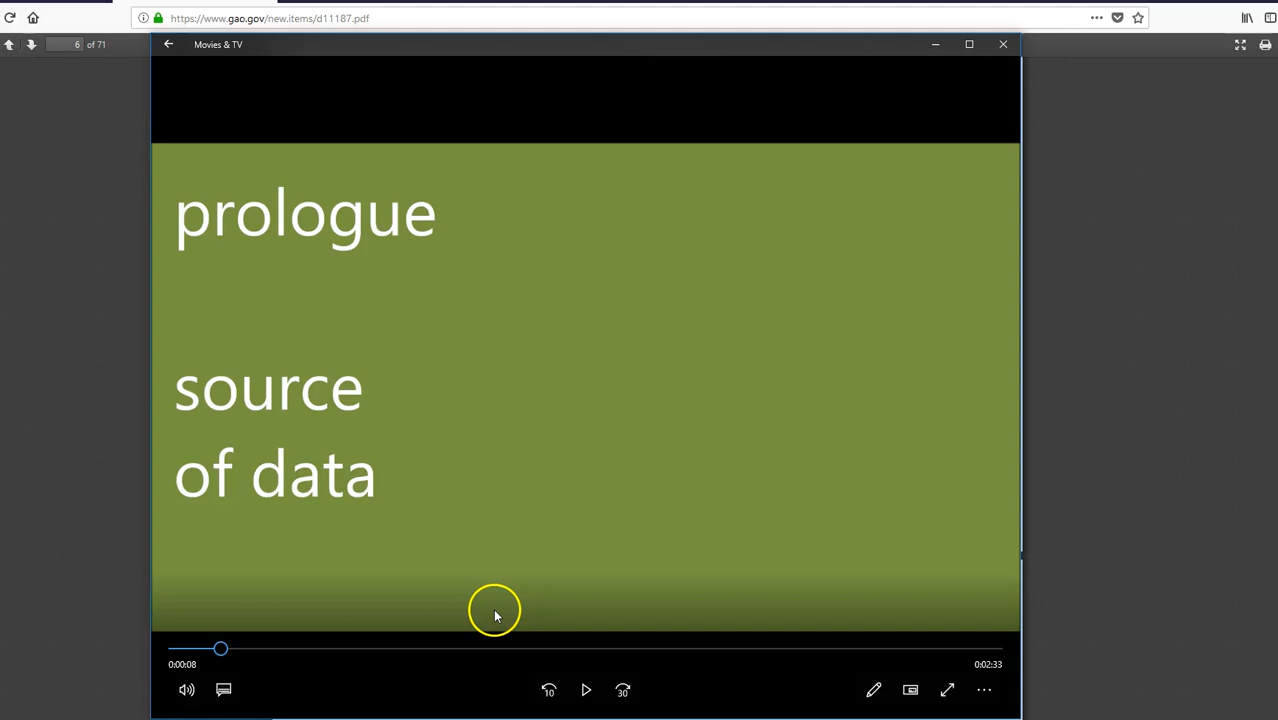 https://www.gao.gov/new.items/d11187.pdf
6 of 71
Movies & TV
prologue
source
of data
0:00:08
0:02:33
10
30